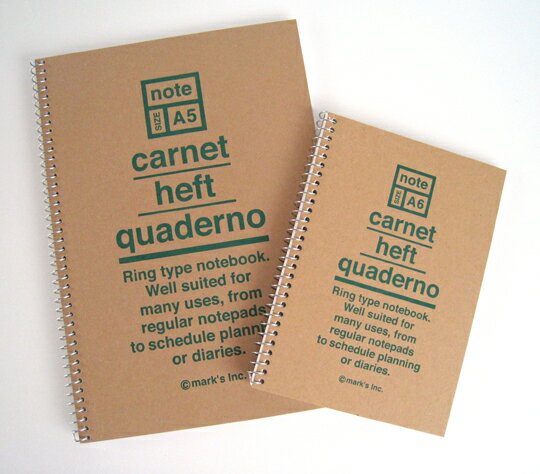 note
SIZE A5
carnet
heft
quaderno
Ring type notebook.
Well suited for
many uses, from
regular notepads
to schedule planning
or diaries.
©mark's Inc.
note
SIZE A6
carnet
heft
quaderno
Ring type notebook.
Well suited for
many uses, from
regular notepads
to schedule planning
or diaries.
©mark's Inc.